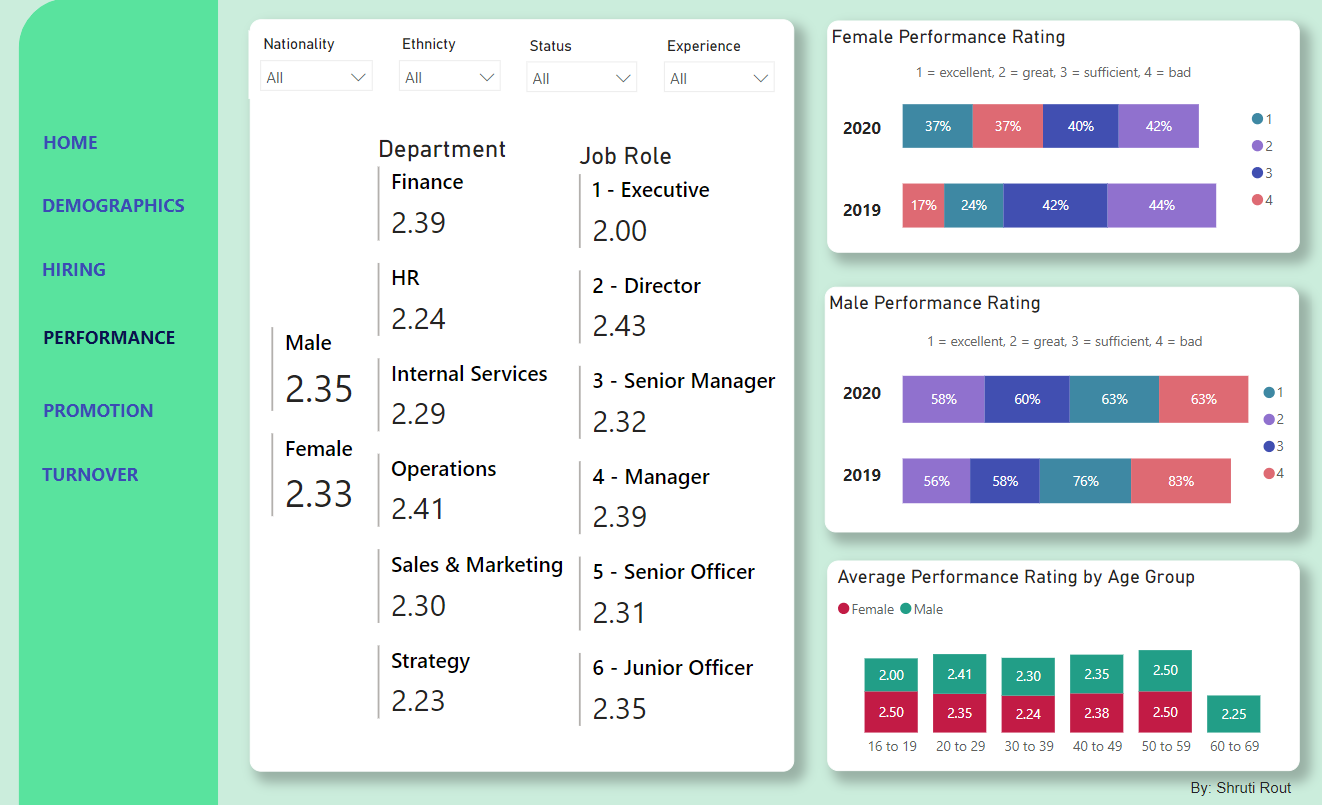 HOME
DEMOGRAPHICS
HIRING
PERFORMANCE
PROMOTION
TURNOVER
Nationality
All
Ethnicty
All
Status
All
Experience
All
Male
2.35
Female
2.33
Department
Finance
2.39
HR
2.24
Internal Services
2.29
Operations
2.41
Sales & Marketing
2.30
Strategy
2.23
Job Role
1 - Executive
2.00
2 - Director
2.43
3 - Senior Manager
2.32
4 - Manager
2.39
5 - Senior Officer
2.31
6 - Junior Officer
2.35
Female Performance Rating
1 = excellent, 2 = great, 3 = sufficient, 4 = bad
2020 37% 37% 40% 42%
2019 17% 24% 42% 44%
1
2
3
4
Male Performance Rating
1 = excellent, 2 = great, 3 = sufficient, 4 = bad
2020 58% 60% 63% 63%
2019 56% 58% 76% 83%
1
2
3
4
Average Performance Rating by Age Group
Female Male
2.00 2.41 2.30 2.35 2.50
2.50 2.35 2.24 2.38 2.50 2.25
16 to 19 20 to 29 30 to 39 40 to 49 50 to 59 60 to 69
By: Shruti Rout